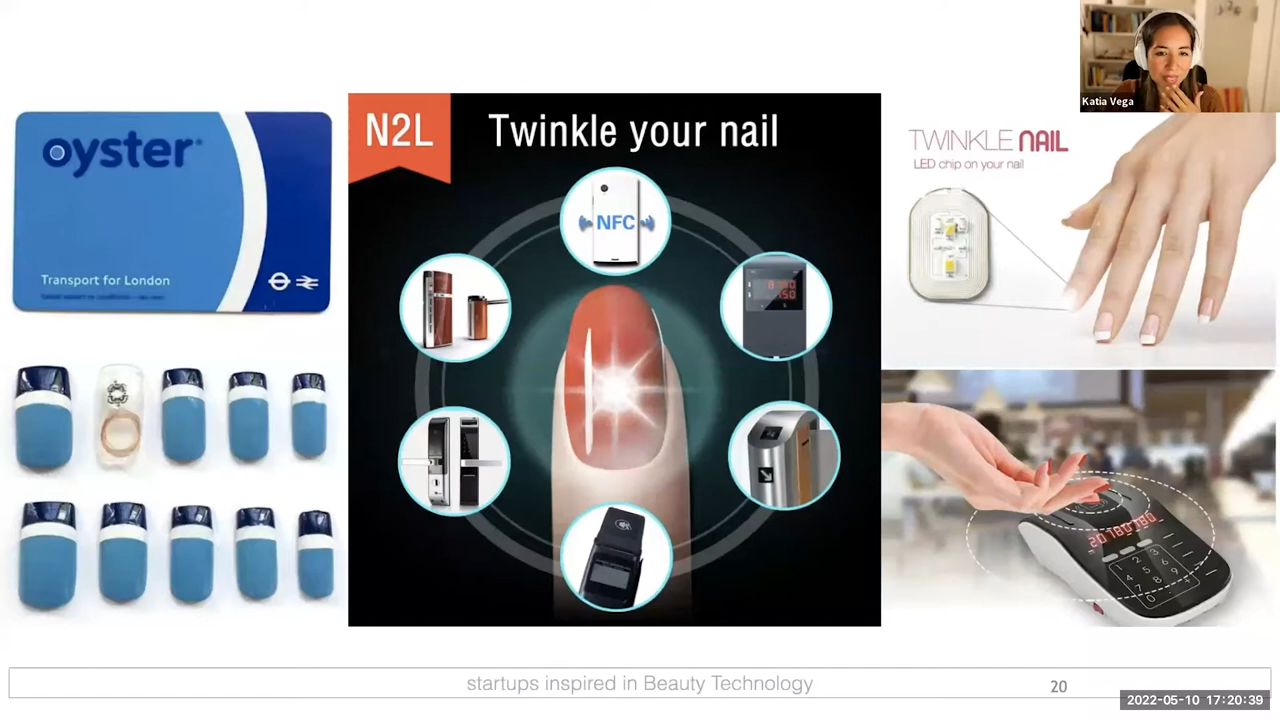 oyster
Transport for London
N2L
Twinkle your nail
NFC
TWINKLE NAIL
LED chip on your nail
Katia Vega
startups inspired in Beauty Technology
20
2022-05-10 17:20:39